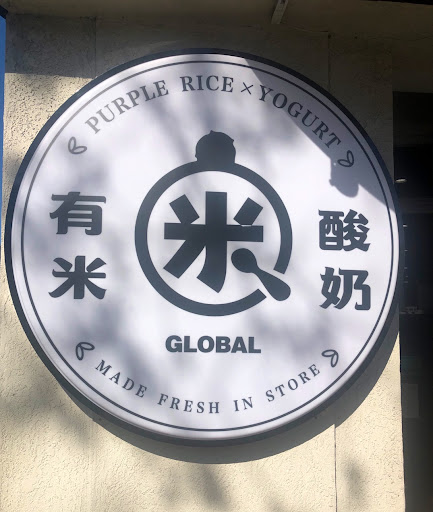 PURPLE RICE × YOGURT
有米
米
酸奶
GLOBAL
MADE FRESH IN STORE